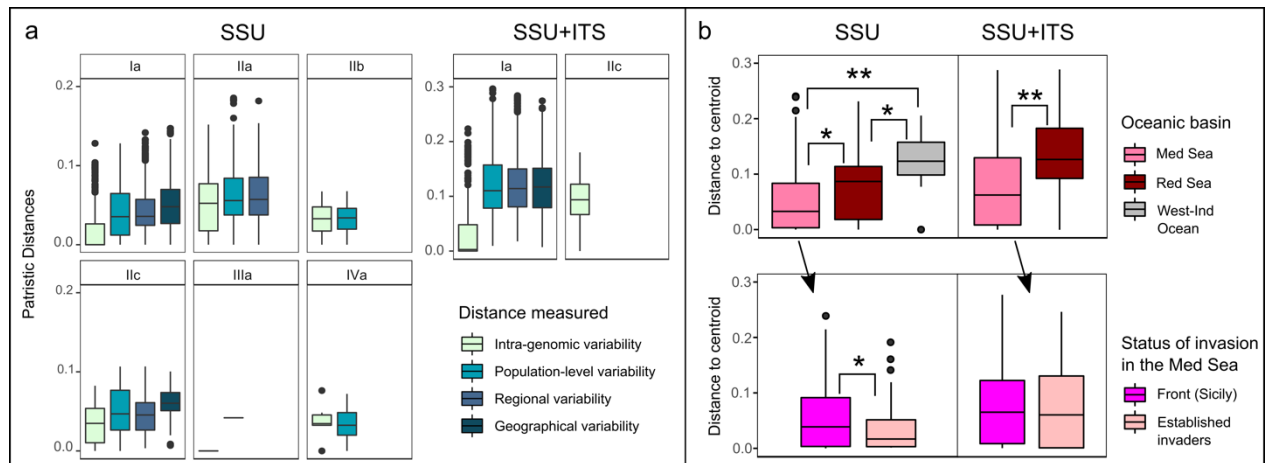 a
SSU
SSU+ITS
Ia
IIa
IIb
Ia
IIc
Patristic Distances
0.2
0.1
0.0
0.3
0.2
0.1
0.0
IIc
IIIa
IVa
0.2
0.1
0.0
Distance measured
Intra-genomic variability
Population-level variability
Regional variability
Geographical variability
b
SSU
SSU+ITS
Distance to centroid
0.3
0.2
0.1
0.0
**
*
*
**
Oceanic basin
Med Sea
Red Sea
West-Ind
Ocean
Distance to centroid
0.3
0.2
0.1
0.0
*
Status of invasion
in the Med Sea
Front (Sicily)
Established
invaders